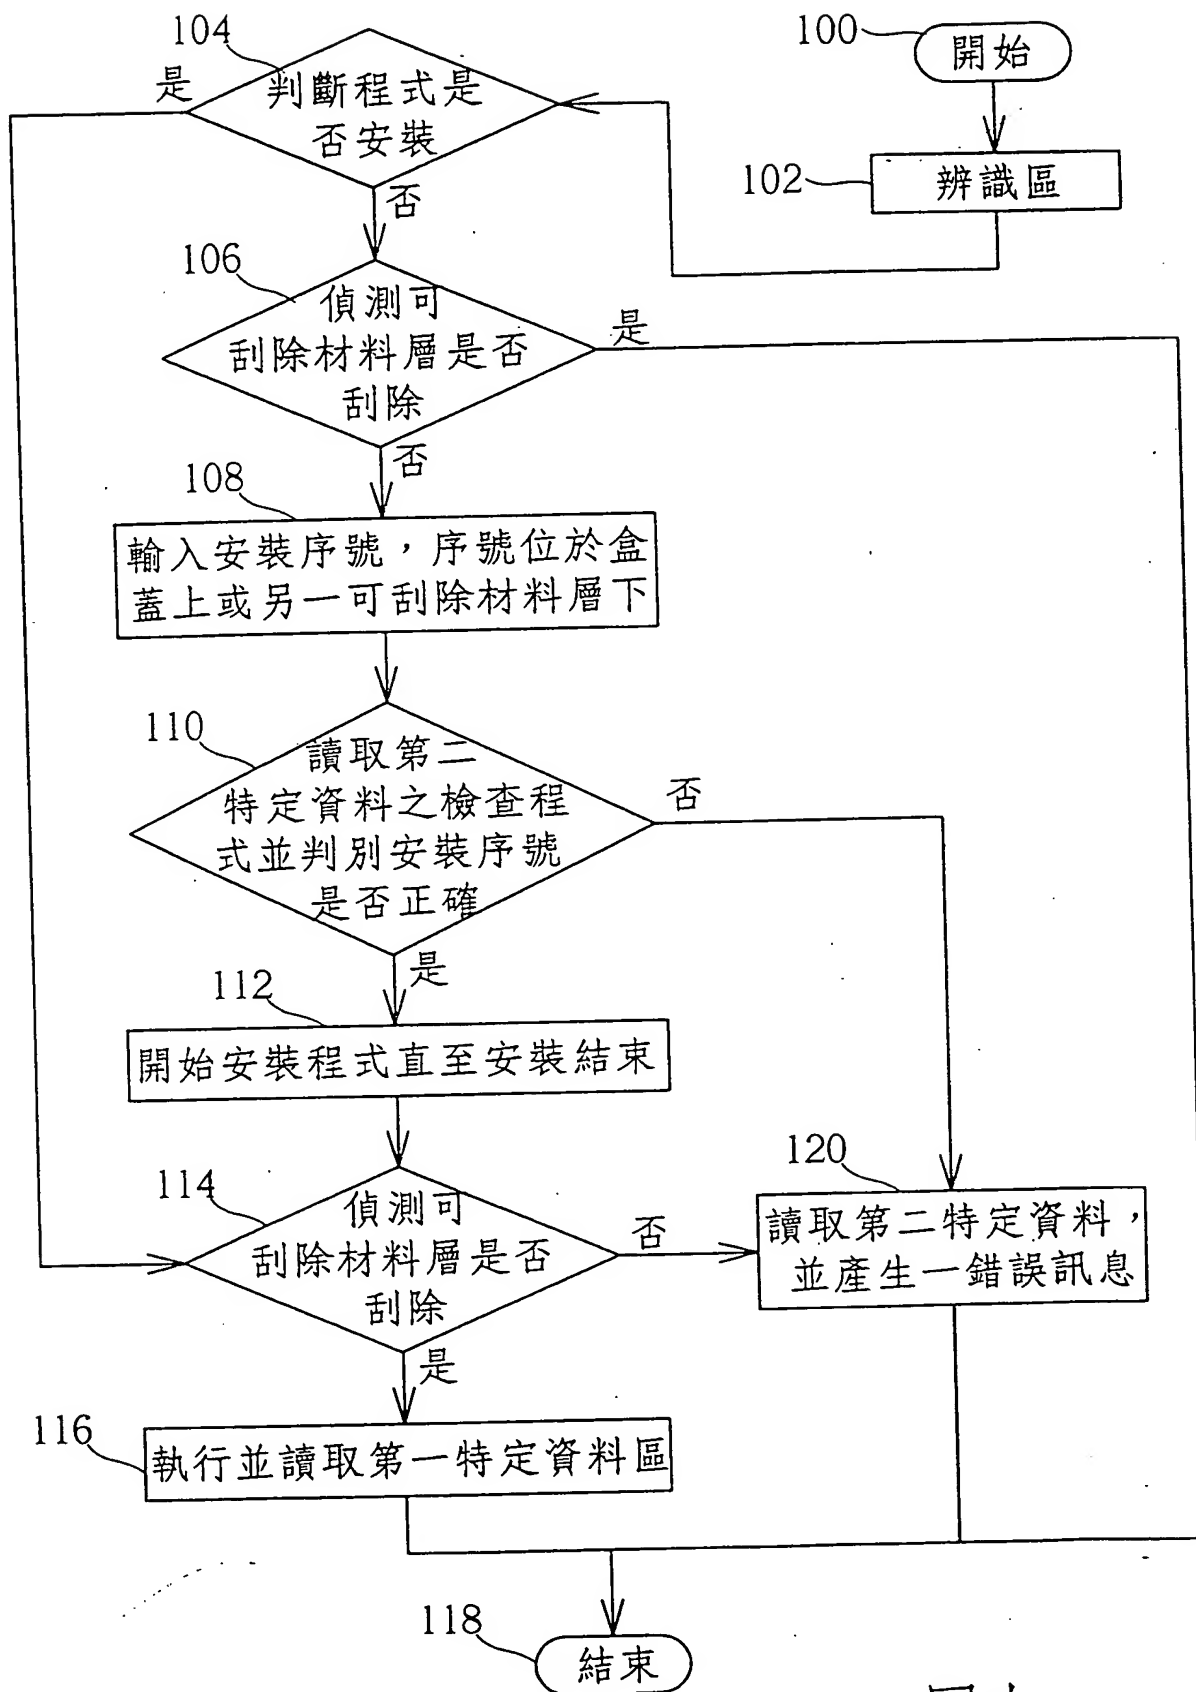 100
開始
102
辨識區
104
判斷程式是
否安裝
是
否
106
偵測可
刮除材料層是否
刮除
是
否
108
輸入安裝序號，序號位於盒
蓋上或另一可刮除材料層下
110
讀取第二
特定資料之檢查程
式並判別安裝序號
是否正確
否
是
112
開始安裝程式直至安裝結束
114
偵測可
刮除材料層是否
刮除
否
是
120
讀取第二特定資料，
並產生一錯誤訊息
116
執行並讀取第一特定資料區
118
結束